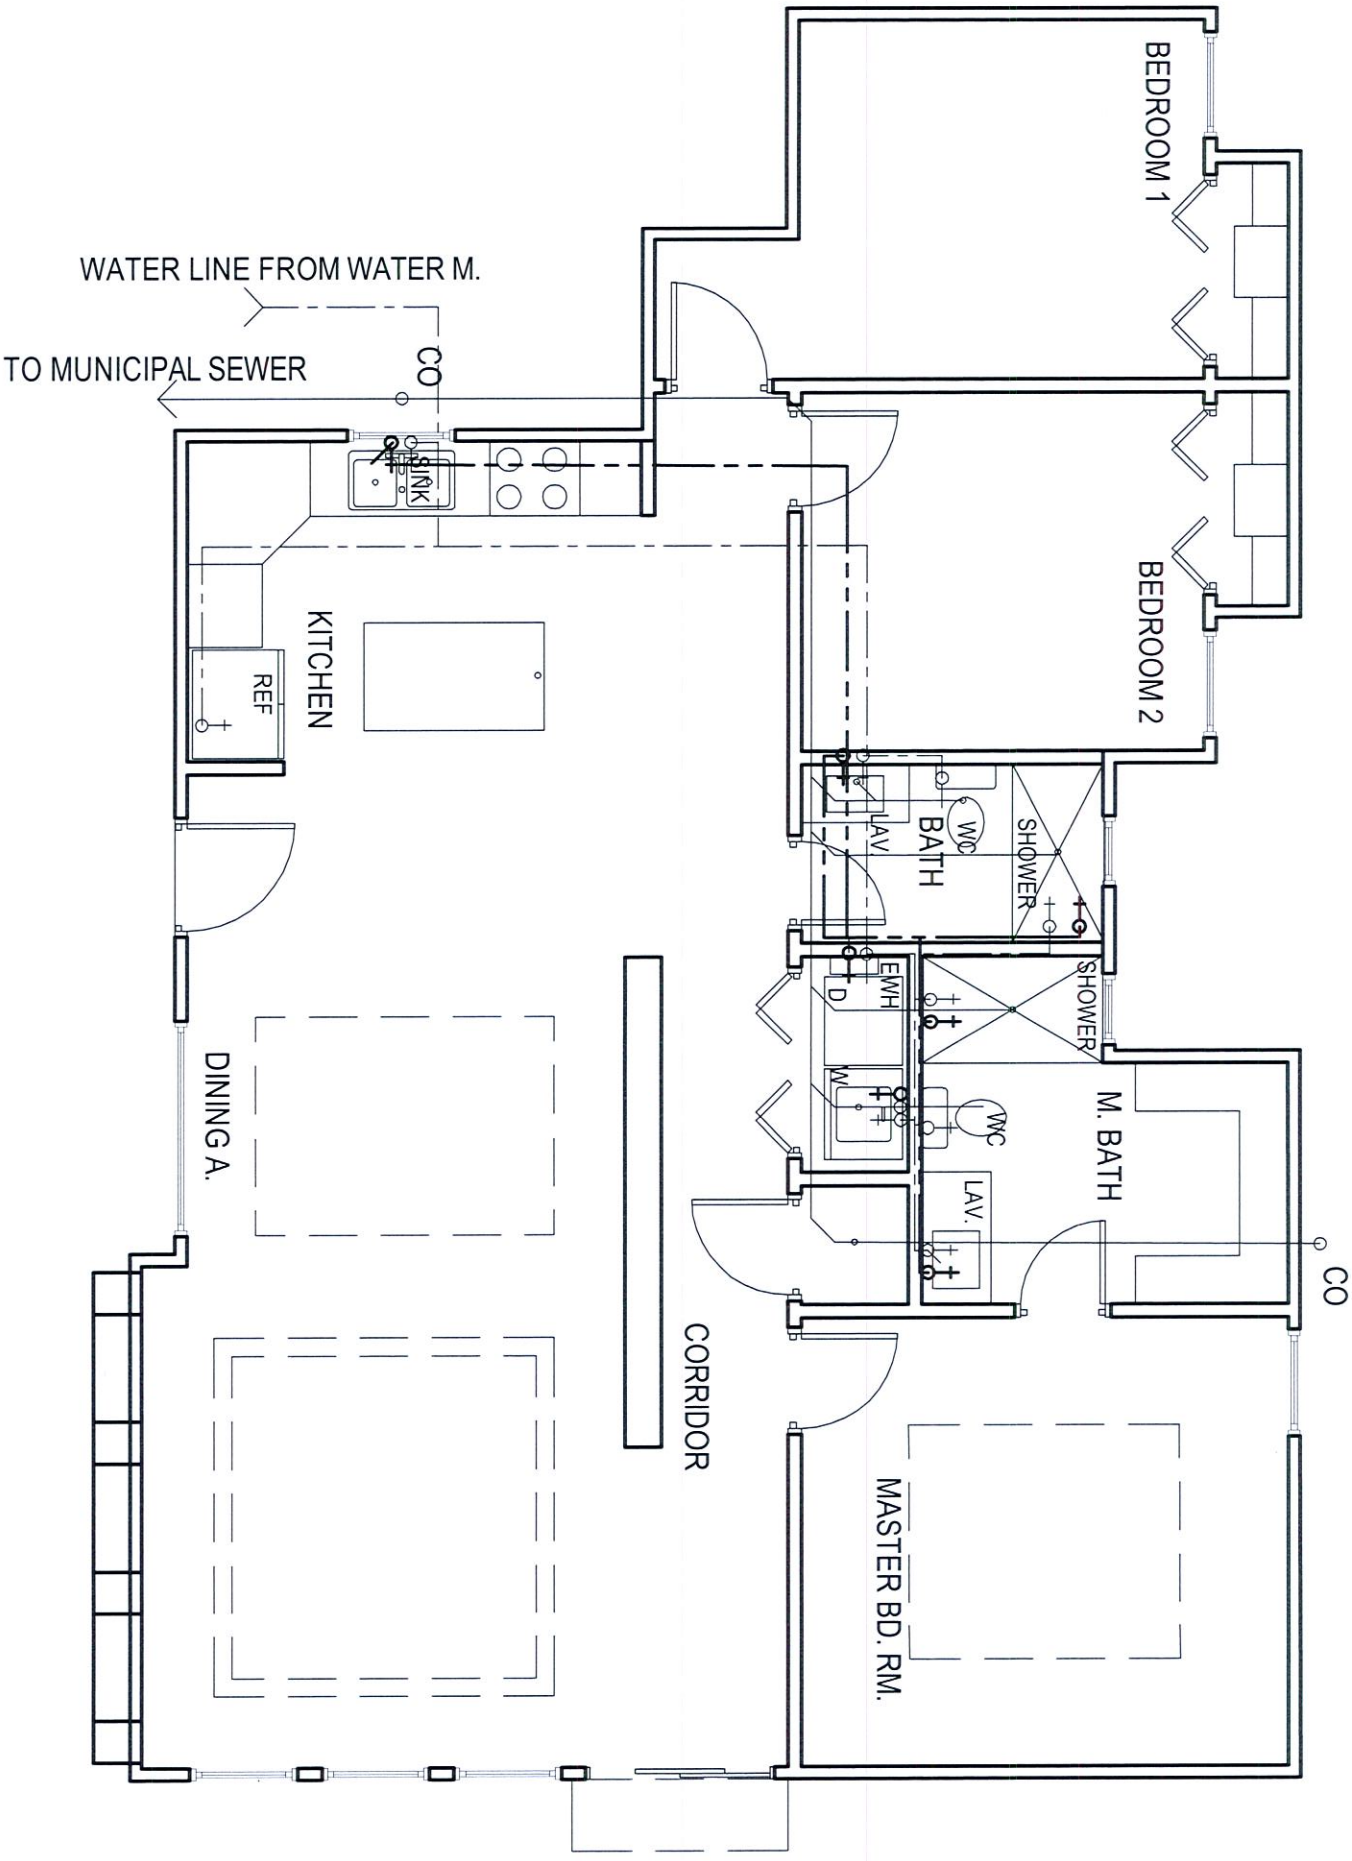 BEDROOM 1
WATER LINE FROM WATER M.
TO MUNICIPAL SEWER
CO
SINK
BEDROOM 2
KITCHEN
REF
LAV.
BATH
WC
SHOWER
EWH
D
SHOWER
W
WC
M. BATH
DINING A.
LAV.
CO
CORRIDOR
MASTER BD. RM.